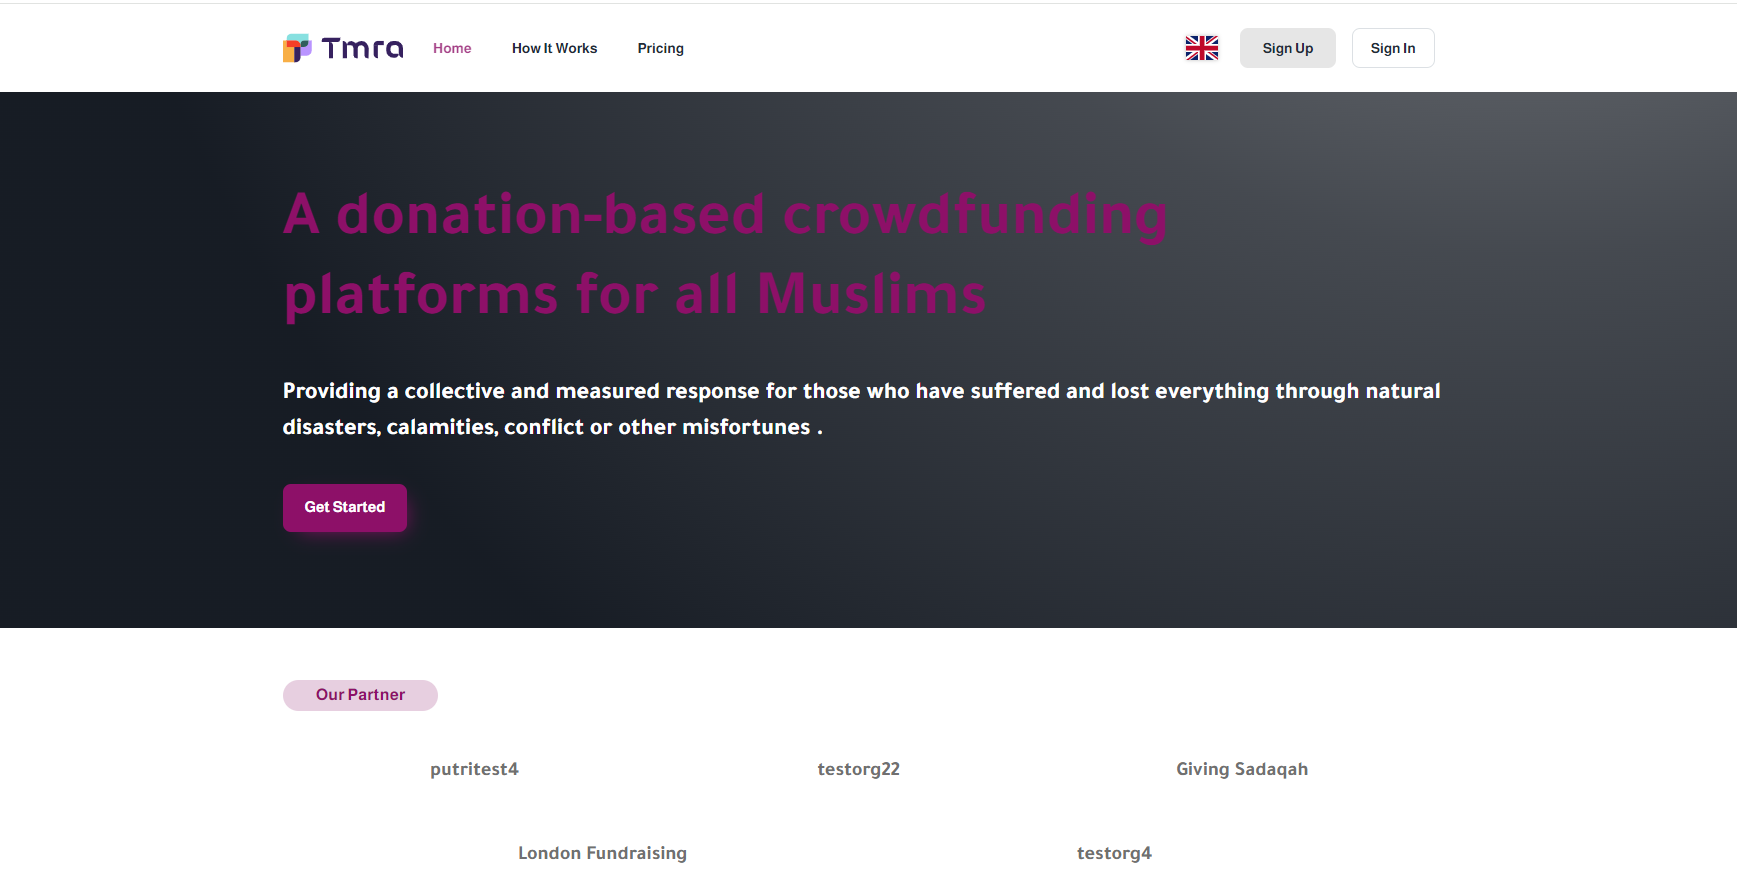 Tmra
Home
How It Works
Pricing
Sign Up
Sign In
A donation-based crowdfunding
platforms for all Muslims
Providing a collective and measured response for those who have suffered and lost everything through natural
disasters, calamities, conflict or other misfortunes .
Get Started
Our Partner
putritest4
testorg22
Giving Sadaqah
London Fundraising
testorg4